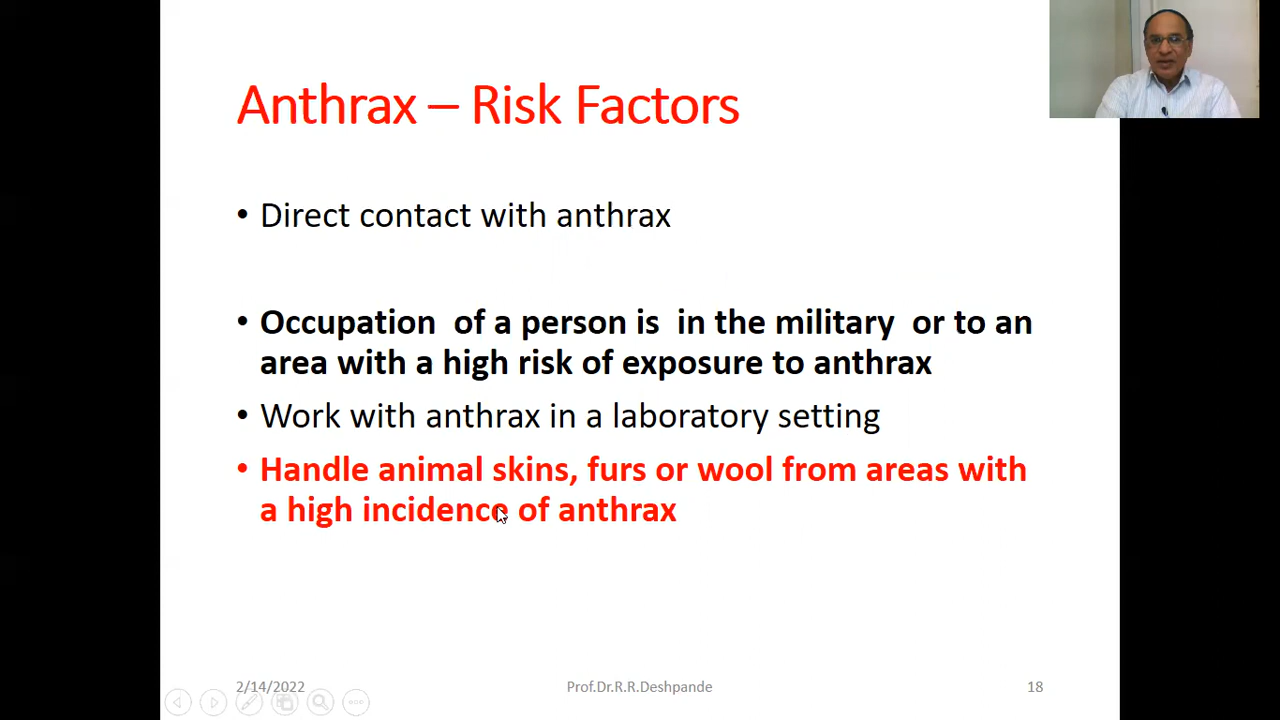 Anthrax – Risk Factors
• Direct contact with anthrax
• Occupation  of a person is  in the military  or to an
area with a high risk of exposure to anthrax
• Work with anthrax in a laboratory setting
• Handle animal skins, furs or wool from areas with
a high incidence of anthrax
2/14/2022
Prof.Dr.R.R.Deshpande
18